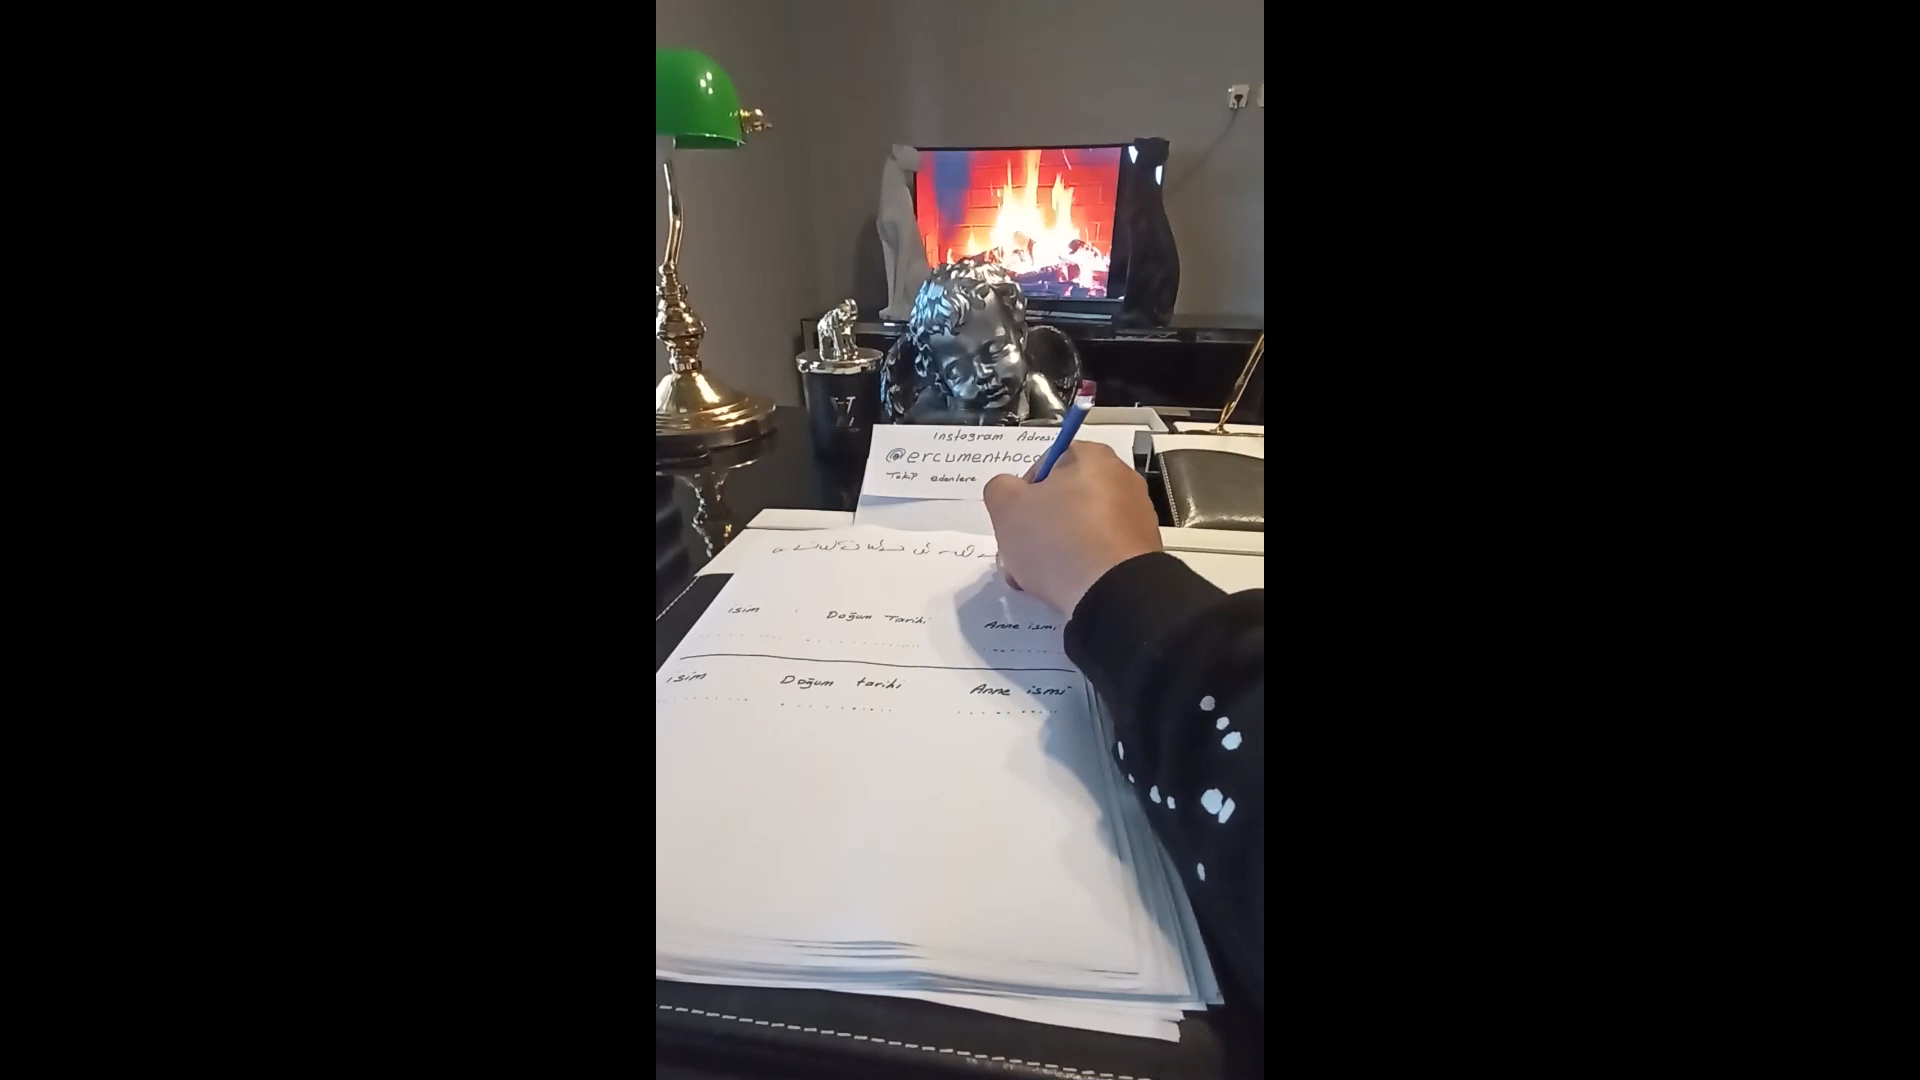 instagram Adresi
@ercumenthoca
Takip edenlere
isim Doğum Tarihi Anne ismi
isim Doğum tarihi Anne ismi